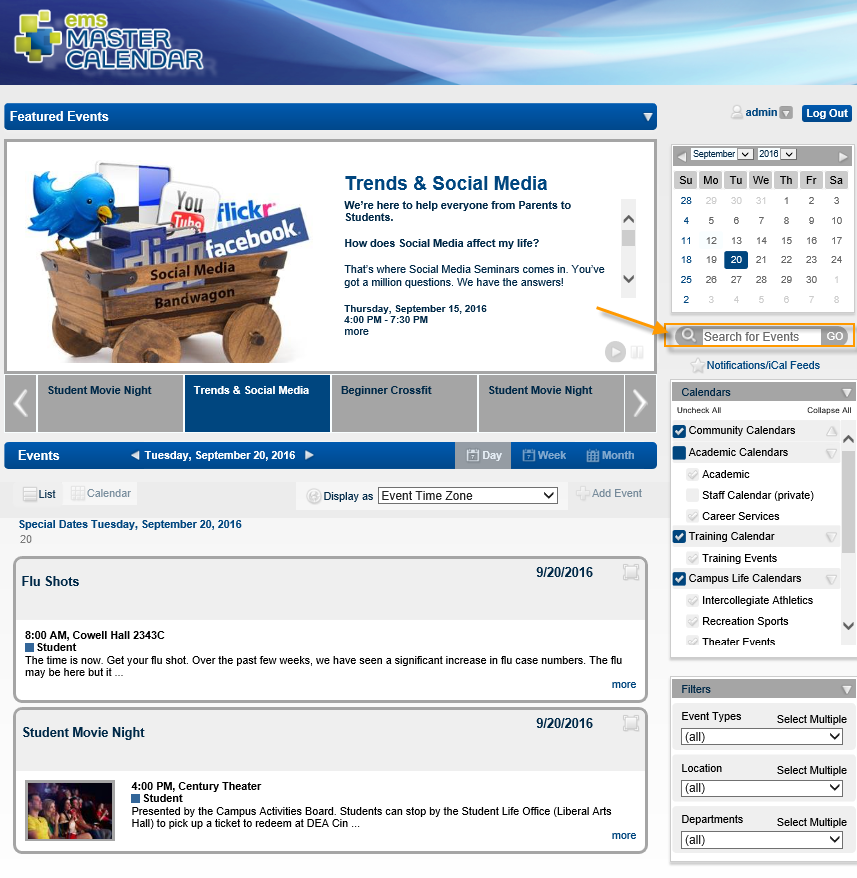 ems
MASTER
CALENDAR
Featured Events
admin
Log Out
You
Tube
flickr
digg
facebook
Social Media
Bandwagon
Trends & Social Media
We're here to help everyone from Parents to
Students.
How does Social Media affect my life?
That's where Social Media Seminars comes in. You've
got a million questions. We have the answers!
Thursday, September 15, 2016
4:00 PM - 7:30 PM
more
Student Movie Night
Trends & Social Media
Beginner Crossfit
Student Movie Night
September 2016
Su Mo Tu We Th Fr Sa
28 29 30 31 1 2 3
4 5 6 7 8 9 10
11 12 13 14 15 16 17
18 19 20 21 22 23 24
25 26 27 28 29 30 1
2 3 4 5 6 7 8
Search for Events GO
Notifications/iCal Feeds
Events
Tuesday, September 20, 2016
7 Day
7 Week
Month
List
Calendar
Display as Event Time Zone
Add Event
Special Dates Tuesday, September 20, 2016
20
Flu Shots
9/20/2016
8:00 AM, Cowell Hall 2343C
Student
The time is now. Get your flu shot. Over the past few weeks, we have seen a significant increase in flu case numbers. The flu
may be here but it ...
more
Student Movie Night
9/20/2016
4:00 PM, Century Theater
Student
Presented by the Campus Activities Board. Students can stop by the Student Life Office (Liberal Arts
Hall) to pick up a ticket to redeem at DEA Cin ...
more
Calendars
Uncheck All Collapse All
Community Calendars
Academic Calendars
Academic
Staff Calendar (private)
Career Services
Training Calendar
Training Events
Campus Life Calendars
Intercollegiate Athletics
Recreation Sports
Theater Events
Filters
Event Types Select Multiple
(all)
Location Select Multiple
(all)
Departments Select Multiple
(all)